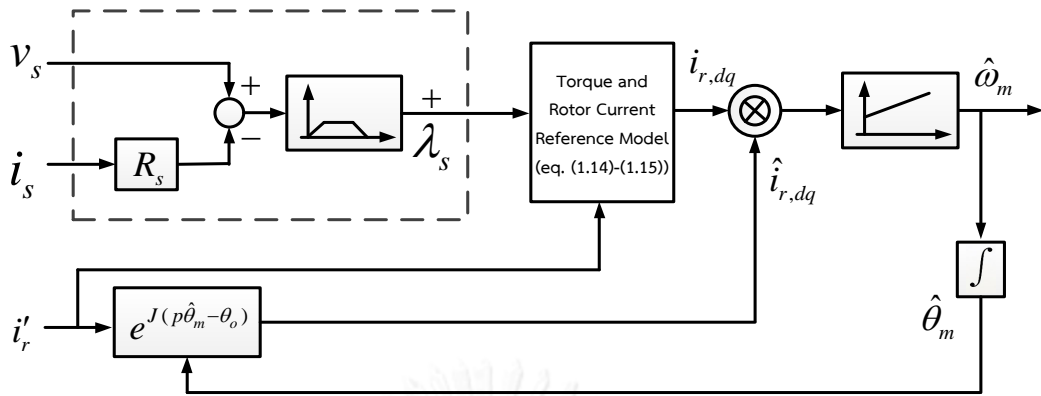 v_s
+
−
R_s
i_s
+
λ_s
Torque and
Rotor Current
Reference Model
(eq. (1.14)-(1.15))
i_{r,dq}
î_{r,dq}
ω̂_m
∫
θ̂_m
i'_r
e^{J(pθ̂_m−θ_o)}